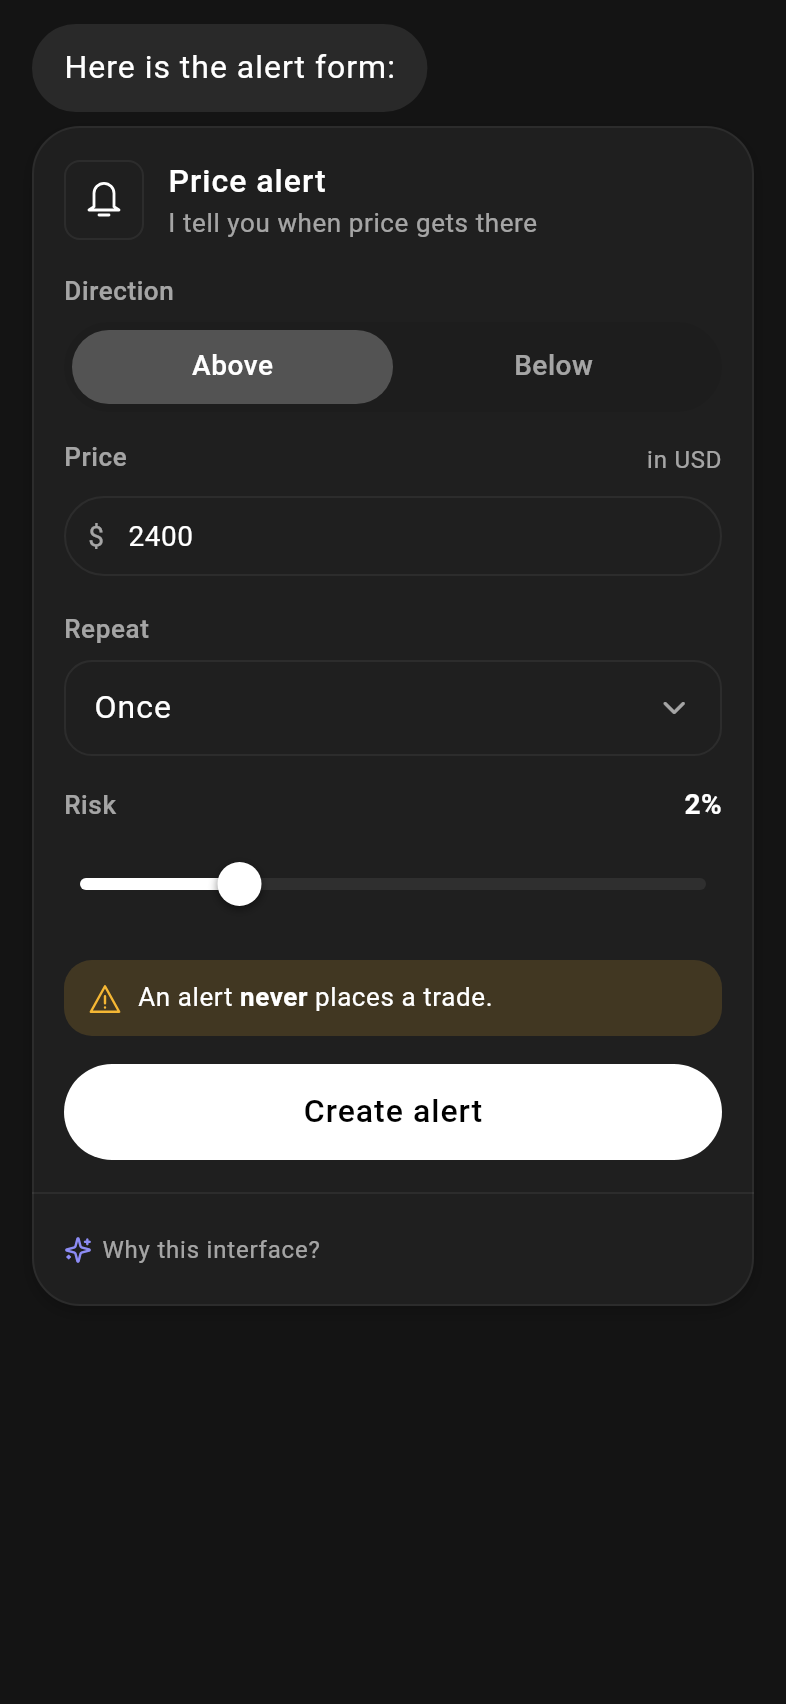 Here is the alert form:
Price alert
I tell you when price gets there
Direction
Above
Below
Price
in USD
$ 2400
Repeat
Once
Risk
2%
An alert never places a trade.
Create alert
Why this interface?